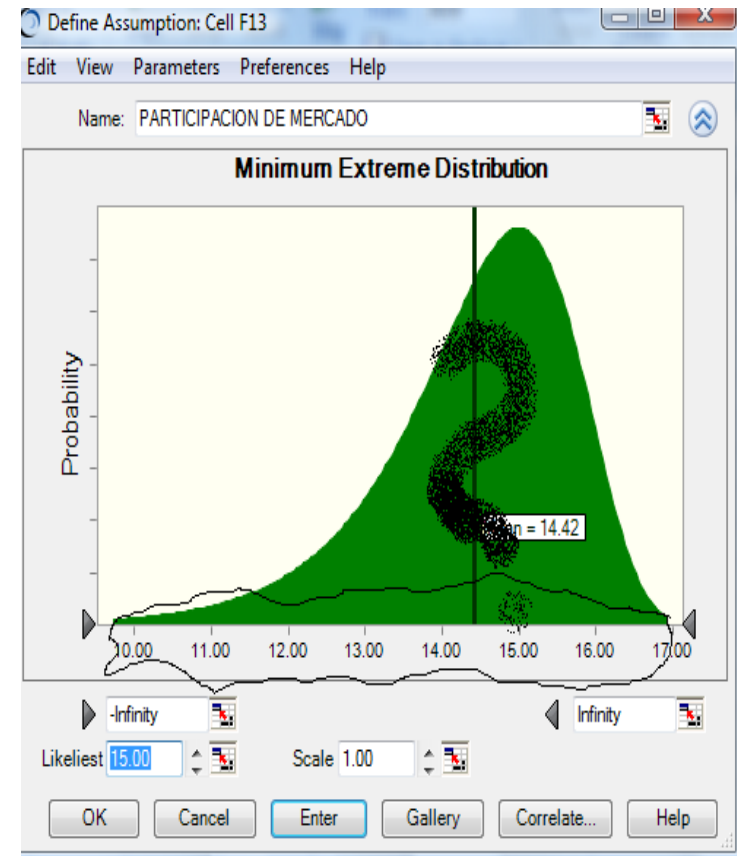 Define Assumption: Cell F13
Edit View Parameters Preferences Help
Name: PARTICIPACION DE MERCADO
Minimum Extreme Distribution
Probability
= 14.42
10.00 11.00 12.00 13.00 14.00 15.00 16.00 17.00
-Infinity Infinity
Likeliest 15.00 Scale 1.00
OK Cancel Enter Gallery Correlate... Help